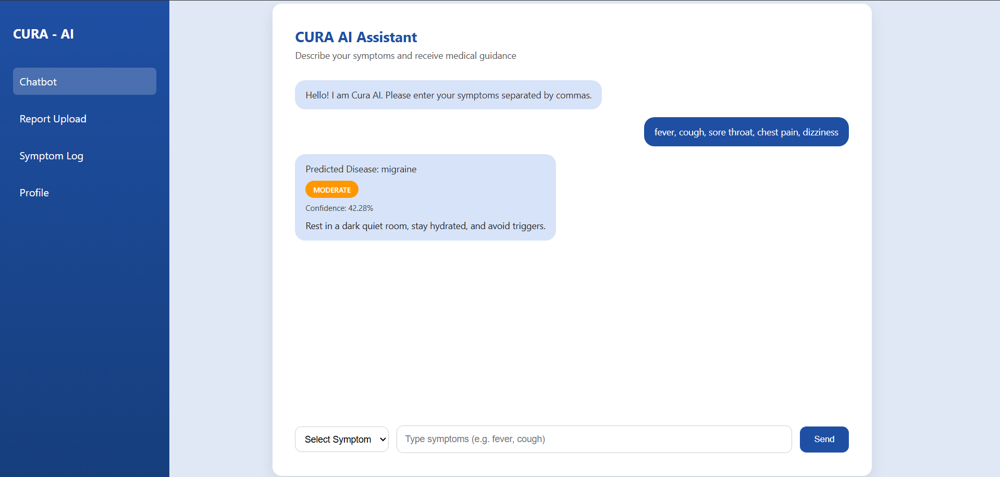 CURA - AI
Chatbot
Report Upload
Symptom Log
Profile
CURA AI Assistant
Describe your symptoms and receive medical guidance
Hello! I am Cura AI. Please enter your symptoms separated by commas.
fever, cough, sore throat, chest pain, dizziness
Predicted Disease: migraine
MODERATE
Confidence: 42.28%
Rest in a dark quiet room, stay hydrated, and avoid triggers.
Select Symptom
Type symptoms (e.g. fever, cough)
Send